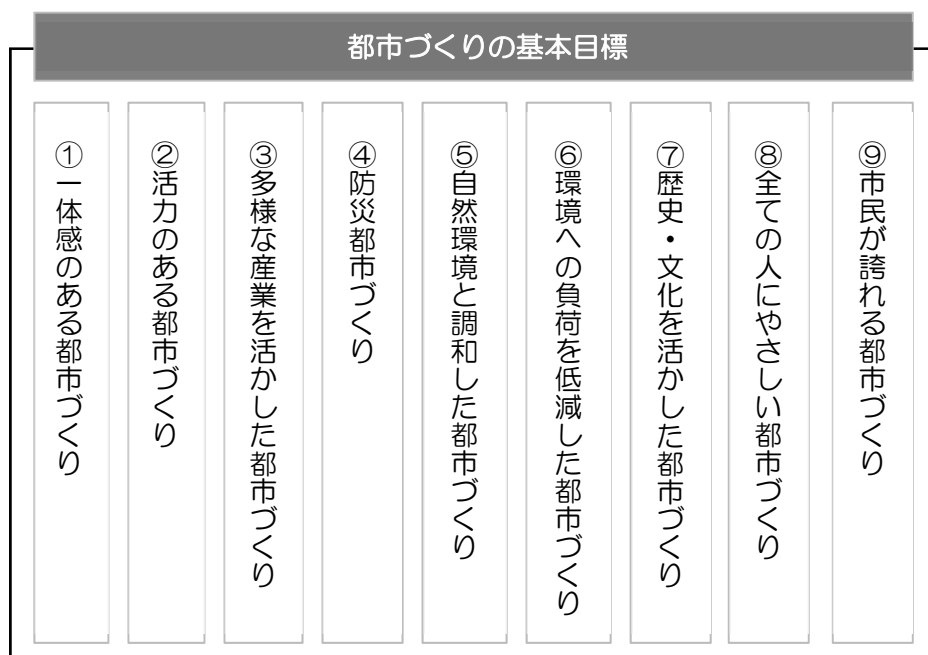 都市づくりの基本目標
①一体感のある都市づくり
②活力のある都市づくり
③多様な産業を活かした都市づくり
④防災都市づくり
⑤自然環境と調和した都市づくり
⑥環境への負荷を低減した都市づくり
⑦歴史・文化を活かした都市づくり
⑧全ての人にやさしい都市づくり
⑨市民が誇れる都市づくり